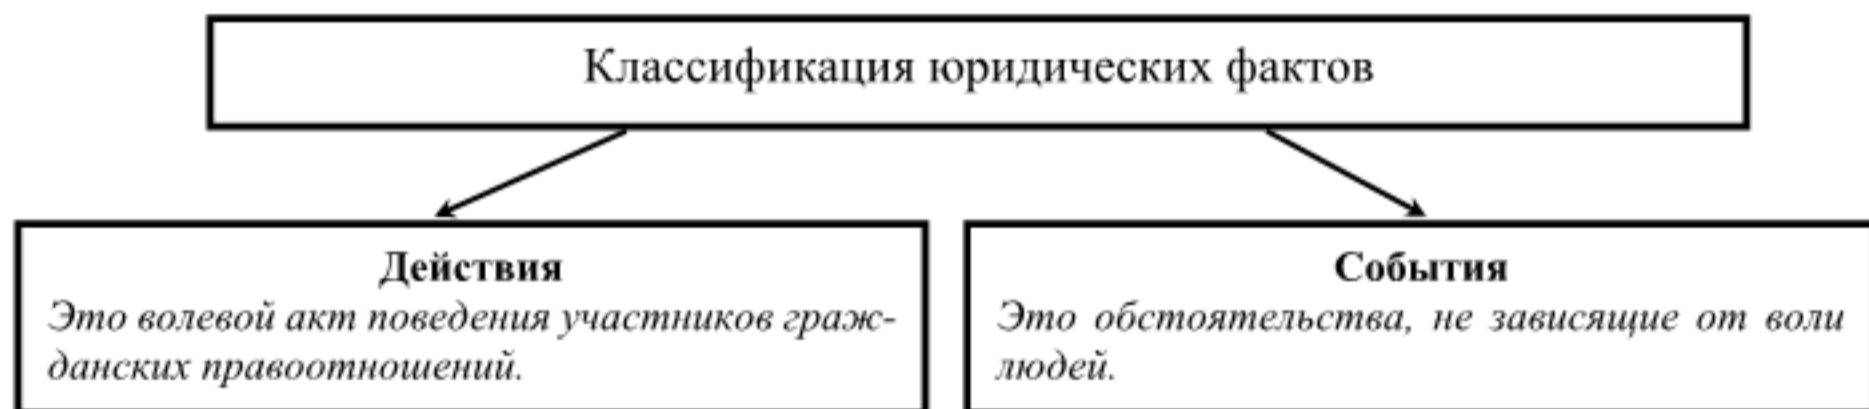 Классификация юридических фактов
Действия
Это волевой акт поведения участников граж-
данских правоотношений.
События
Это обстоятельства, не зависящие от воли
людей.